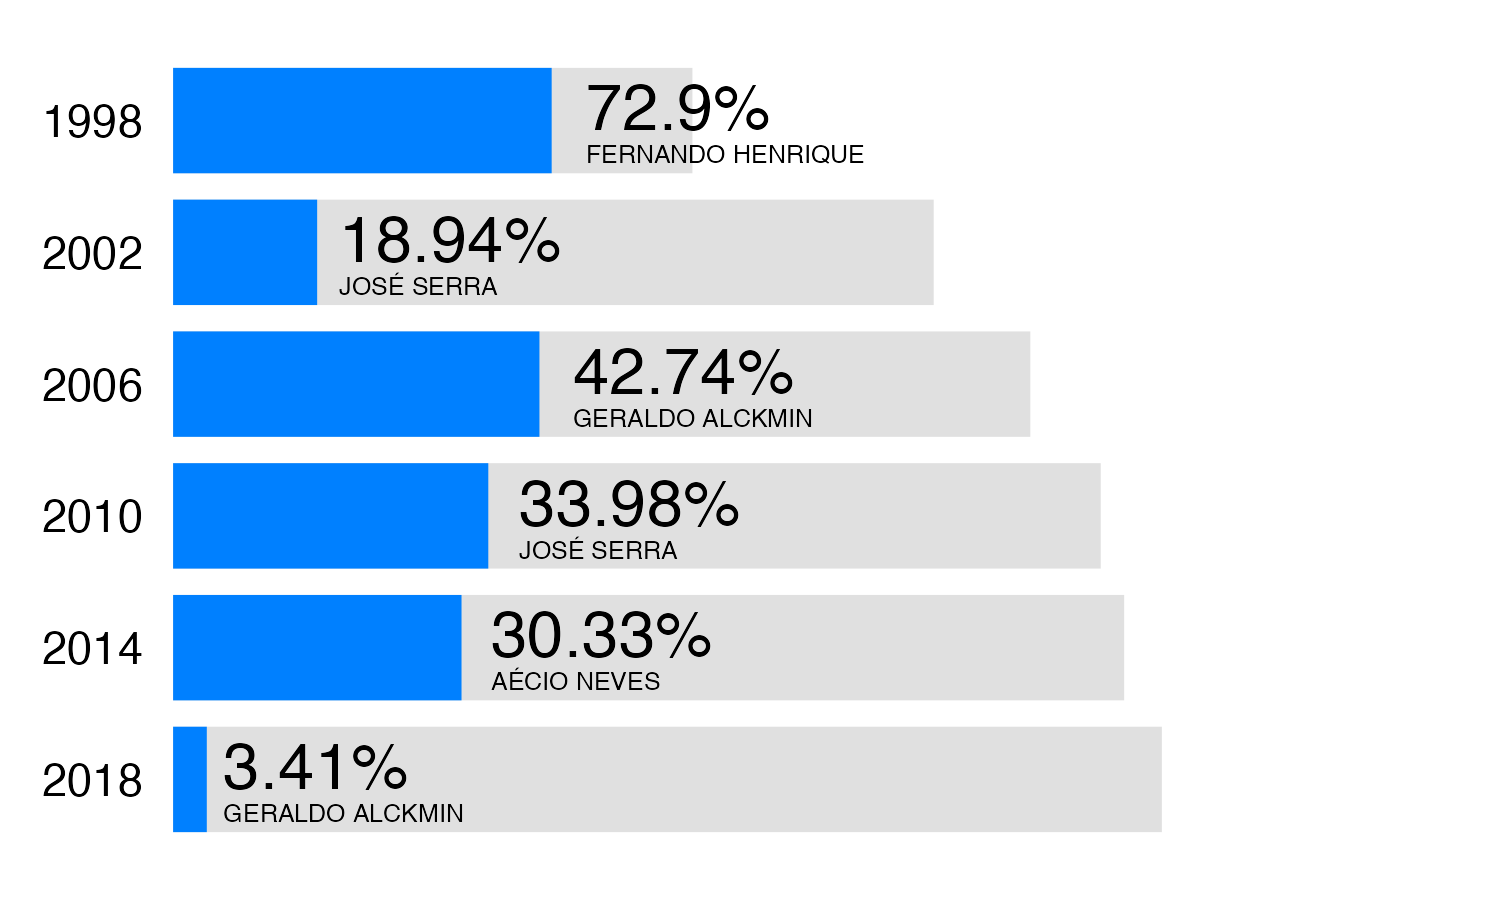 1998
72.9%
FERNANDO HENRIQUE
2002
18.94%
JOSÉ SERRA
2006
42.74%
GERALDO ALCKMIN
2010
33.98%
JOSÉ SERRA
2014
30.33%
AÉCIO NEVES
2018
3.41%
GERALDO ALCKMIN